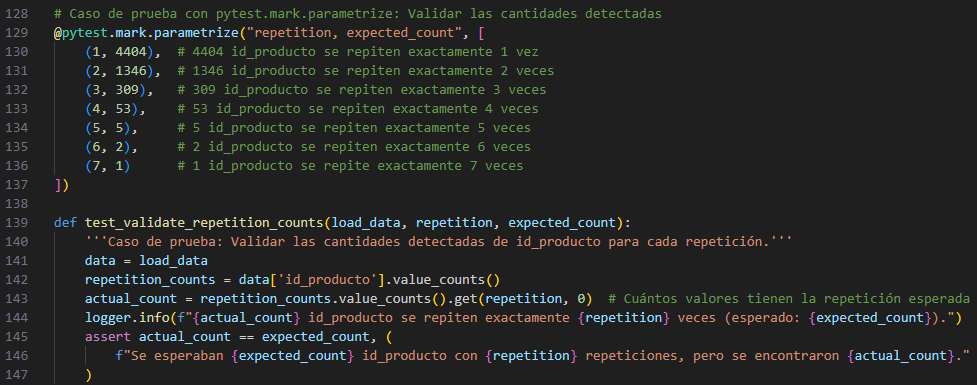 128 # Caso de prueba con pytest.mark.parametrize: Validar las cantidades detectadas
129 @pytest.mark.parametrize("repetition, expected_count", [
130     (1, 4404),  # 4404 id_producto se repiten exactamente 1 vez
131     (2, 1346),  # 1346 id_producto se repiten exactamente 2 veces
132     (3, 309),   # 309 id_producto se repiten exactamente 3 veces
133     (4, 53),    # 53 id_producto se repiten exactamente 4 veces
134     (5, 5),     # 5 id_producto se repiten exactamente 5 veces
135     (6, 2),     # 2 id_producto se repiten exactamente 6 veces
136     (7, 1)      # 1 id_producto se repite exactamente 7 veces
137 ])
138
139 def test_validate_repetition_counts(load_data, repetition, expected_count):
140     '''Caso de prueba: Validar las cantidades detectadas de id_producto para cada repetición.'''
141     data = load_data
142     repetition_counts = data['id_producto'].value_counts()
143     actual_count = repetition_counts.value_counts().get(repetition, 0)  # Cuántos valores tienen la repetición esperada
144     logger.info(f"{actual_count} id_producto se repiten exactamente {repetition} veces (esperado: {expected_count}).")
145     assert actual_count == expected_count, (
146         f"Se esperaban {expected_count} id_producto con {repetition} repeticiones, pero se encontraron {actual_count}."
147     )